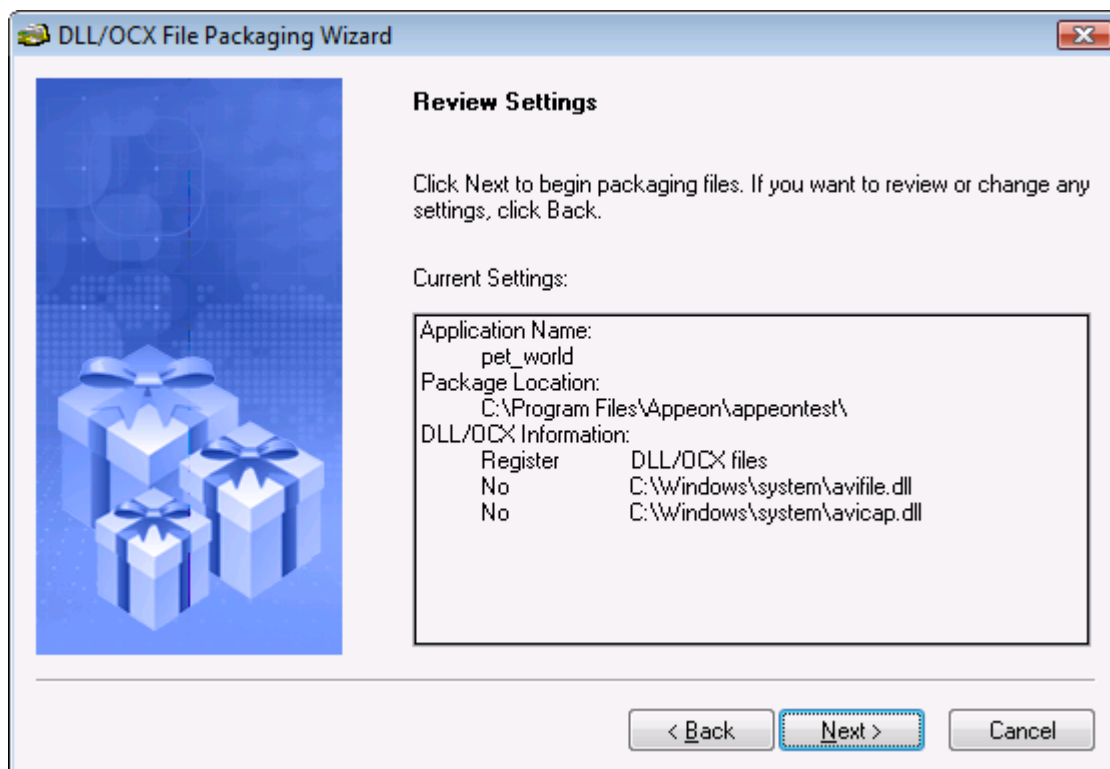 DLL/OCX File Packaging Wizard
Review Settings
Click Next to begin packaging files. If you want to review or change any
settings, click Back.
Current Settings:
Application Name:
pet_world
Package Location:
C:\Program Files\Appeon\appeontest\
DLL/OCX Information:
Register DLL/OCX files
No C:\Windows\system\avifile.dll
No C:\Windows\system\avicap.dll
< Back Next > Cancel